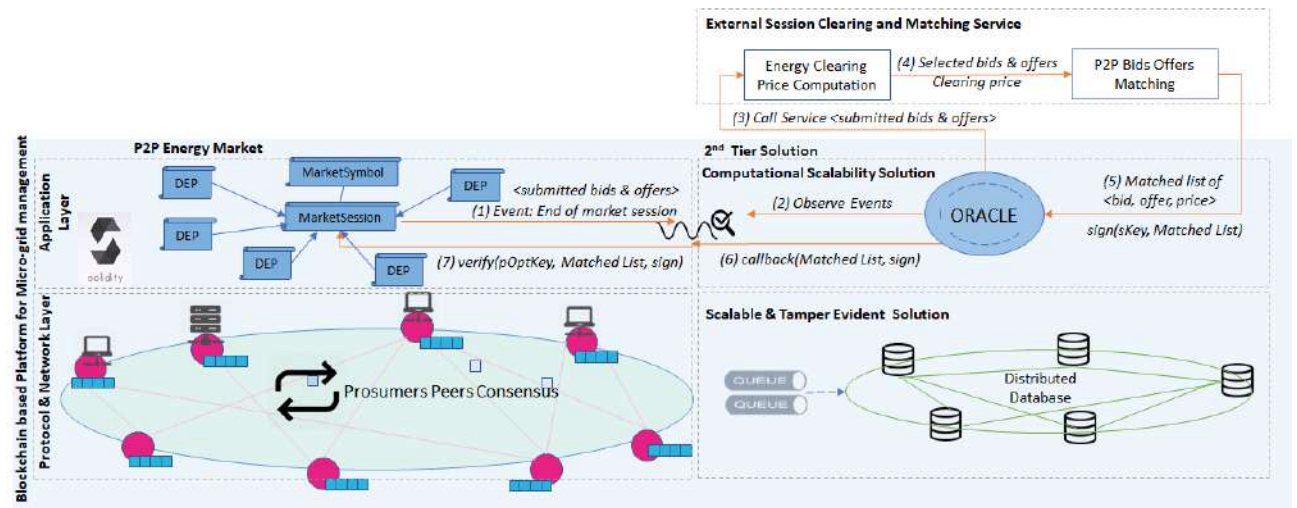 External Session Clearing and Matching Service
Energy Clearing
Price Computation
(4) Selected bids & offers
Clearing price
P2P Bids Offers
Matching
(3) Call Service <submitted bids & offers>
Blockchain based Platform for Micro-grid management
P2P Energy Market
2nd Tier Solution
Application
Layer
MarketSymbol
DEP
DEP
MarketSession
DEP
DEP
DEP
<submitted bids & offers>
(1) Event: End of market session
(7) verify(pOptKey, Matched List, sign)
solidity
Computational Scalability Solution
(2) Observe Events
ORACLE
(5) Matched list of
<bid, offer, price>
sign(sKey, Matched List)
(6) callback(Matched List, sign)
Protocol & Network Layer
Prosumers Peers Consensus
Scalable & Tamper Evident Solution
QUEUE
QUEUE
Distributed
Database